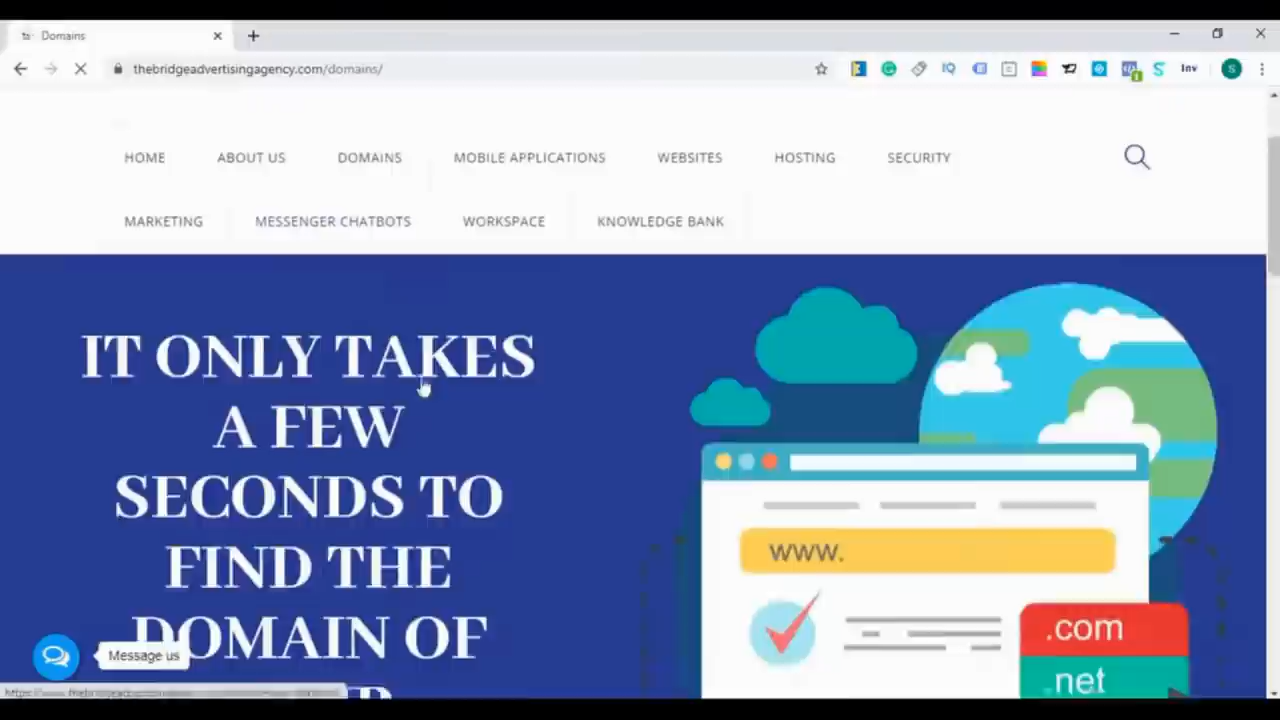 Domains
thebridgeadvertisingagency.com/domains/
Inv
S
HOME ABOUT US DOMAINS MOBILE APPLICATIONS WEBSITES HOSTING SECURITY
MARKETING MESSENGER CHATBOTS WORKSPACE KNOWLEDGE BANK
IT ONLY TAKES
A FEW
SECONDS TO
FIND THE
DOMAIN OF
www.
.com
.net
Message us